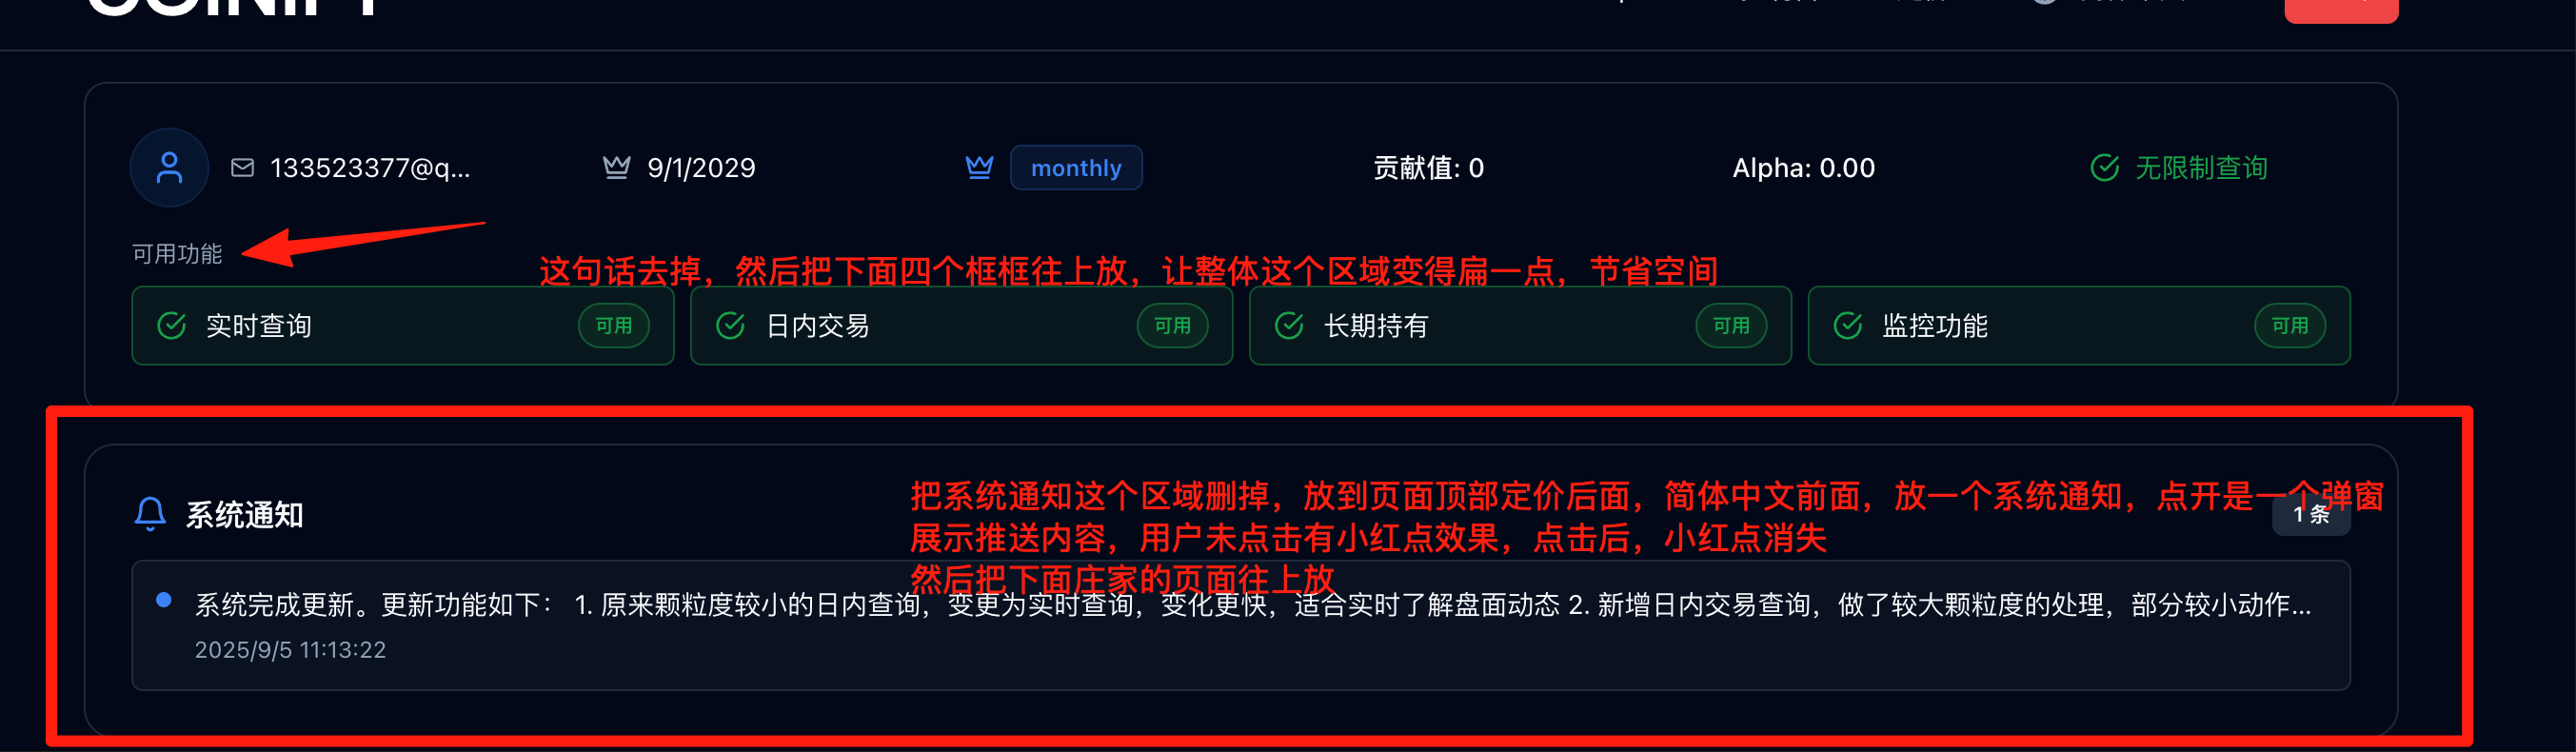 133523377@q...
9/1/2029
monthly
贡献值: 0
Alpha: 0.00
无限制查询
可用功能
这句话去掉，然后把下面四个框框往上放，让整体这个区域变得扁一点，节省空间
实时查询
可用
日内交易
可用
长期持有
可用
监控功能
可用
系统通知
把系统通知这个区域删掉，放到页面顶部定价后面，简体中文前面，放一个系统通知，点开是一个弹窗
1 条
展示推送内容，用户未点击有小红点效果，点击后，小红点消失
然后把下面庄家的页面往上放
系统完成更新。更新功能如下： 1. 原来颗粒度较小的日内查询，变更为实时查询，变化更快，适合实时了解盘面动态 2. 新增日内交易查询，做了较大颗粒度的处理，部分较小动作...
2025/9/5 11:13:22